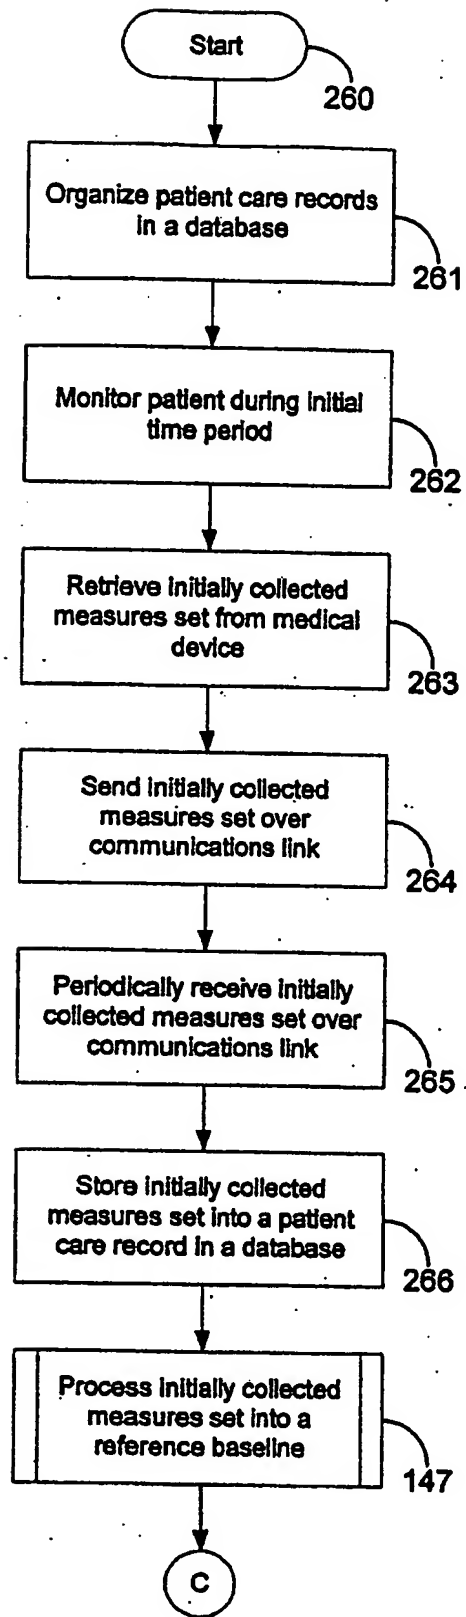 Start
260
Organize patient care records
in a database
261
Monitor patient during initial
time period
262
Retrieve initially collected
measures set from medical
device
263
Send initially collected
measures set over
communications link
264
Periodically receive initially
collected measures set over
communications link
265
Store initially collected
measures set into a patient
care record in a database
266
Process initially collected
measures set into a
reference baseline
147
C